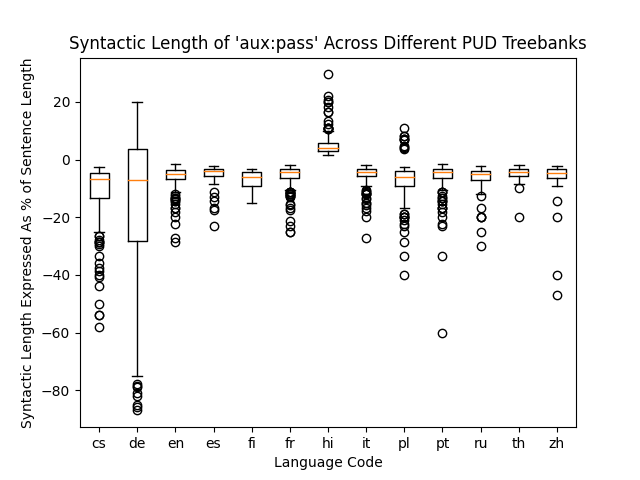 Syntactic Length of 'aux:pass' Across Different PUD Treebanks
Syntactic Length Expressed As % of Sentence Length
20
0
−20
−40
−60
−80
cs de en es fi fr hi it pl pt ru th zh
Language Code